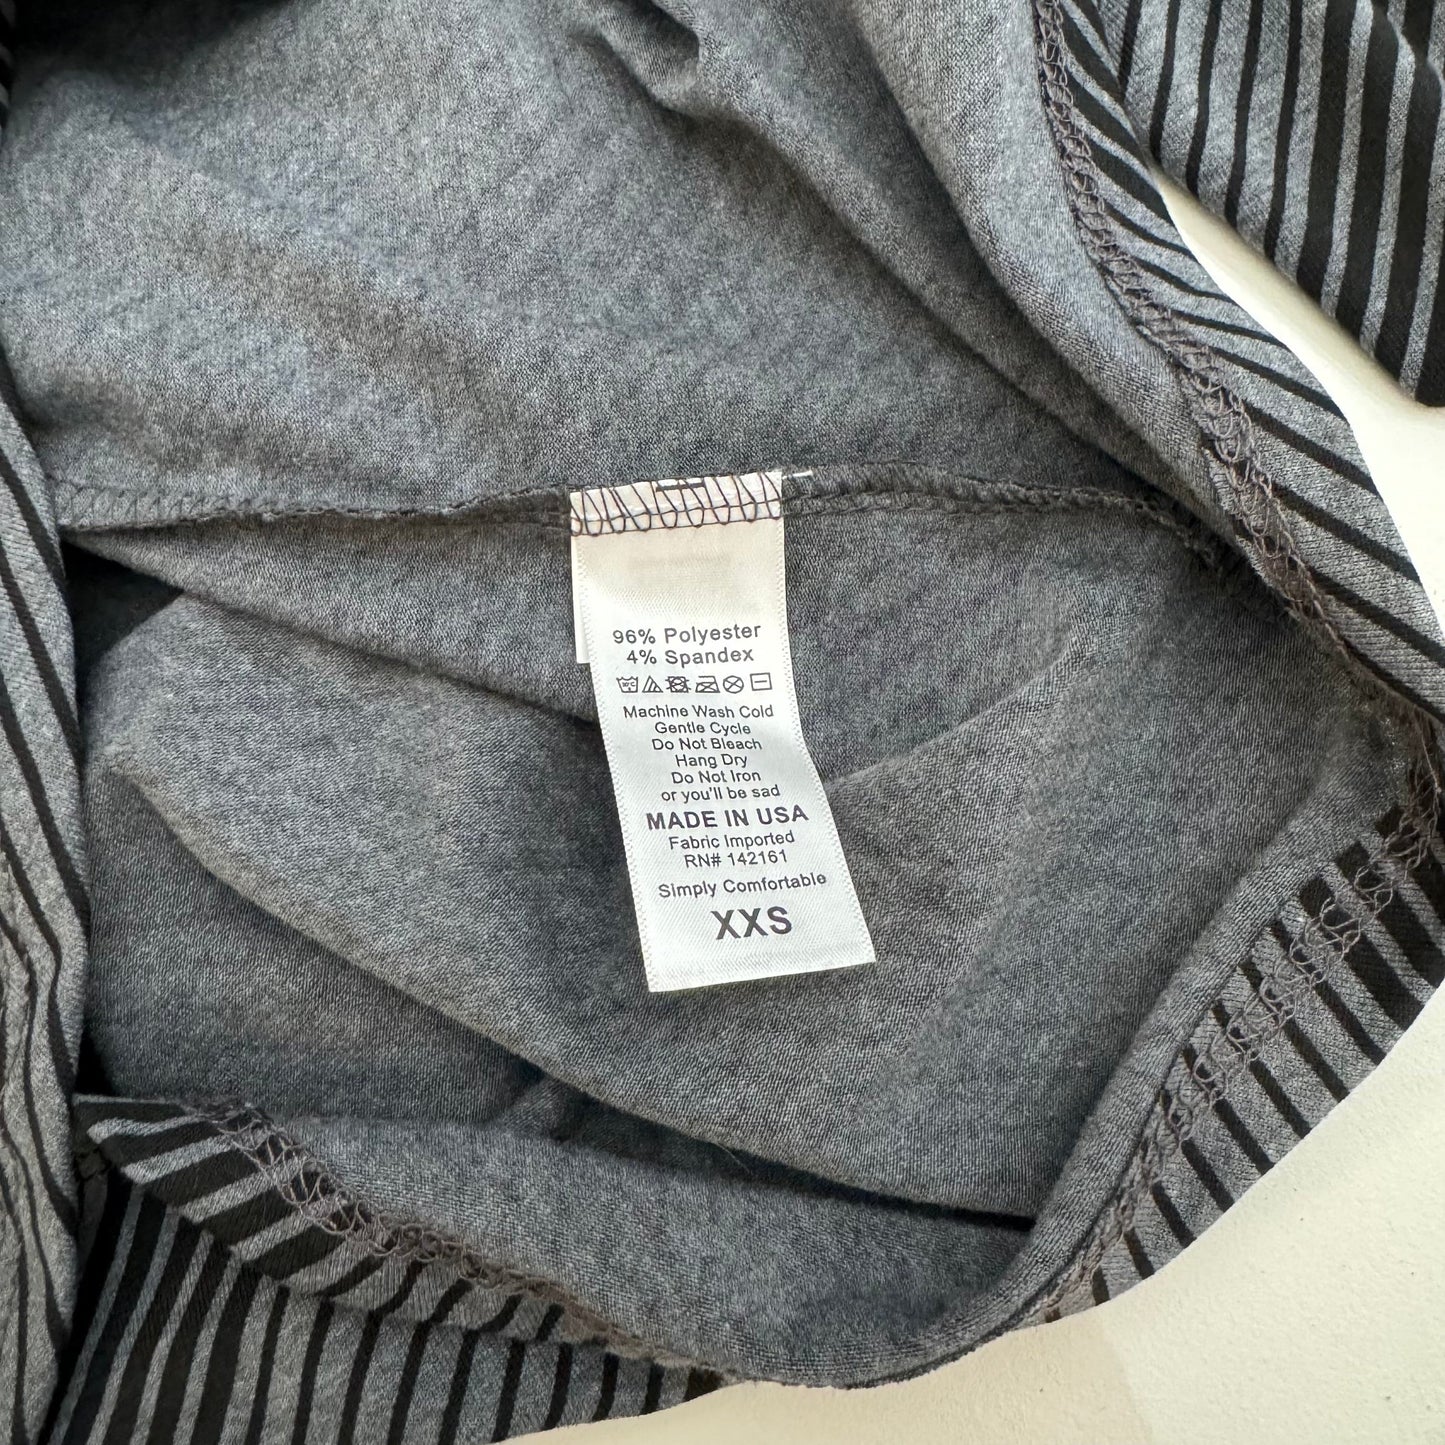 96% Polyester
4% Spandex
Machine Wash Cold
Gentle Cycle
Do Not Bleach
Hang Dry
Do Not Iron
or you'll be sad
MADE IN USA
Fabric Imported
RN# 142161
Simply Comfortable
XXS